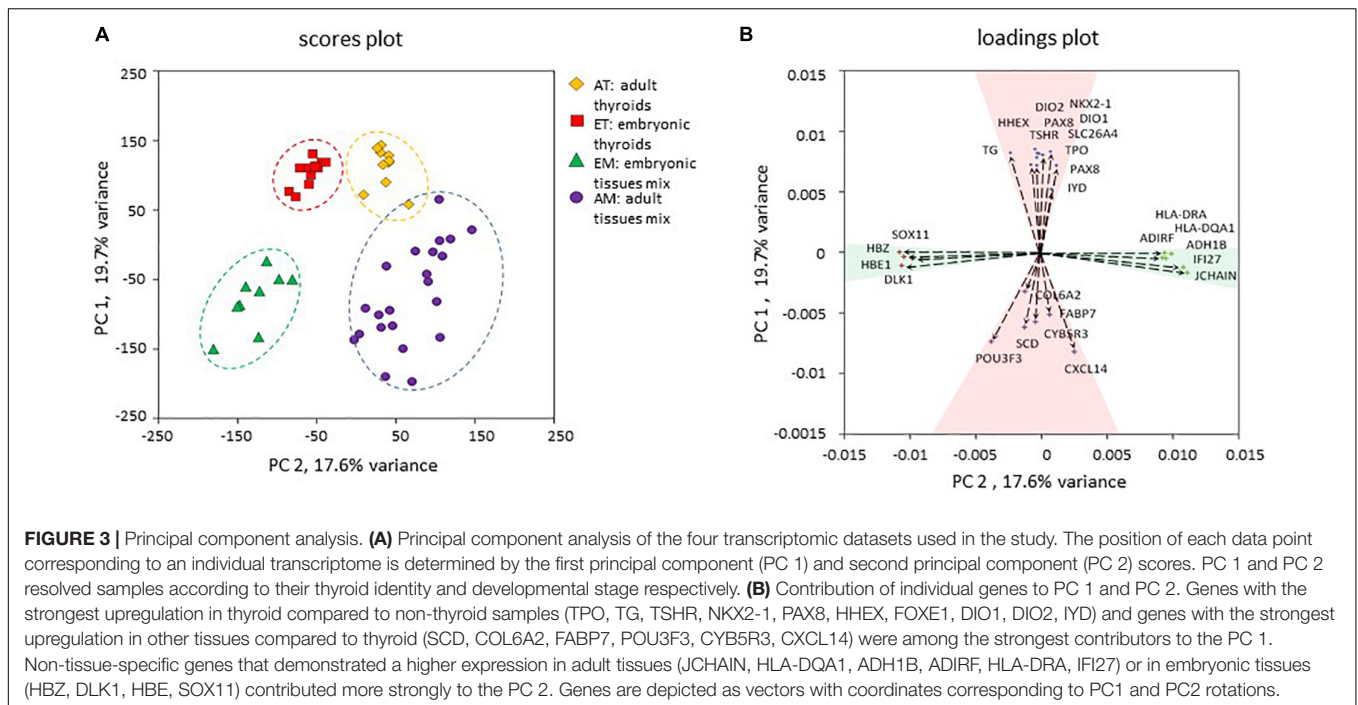 A
scores plot
250
150
50
-50
-150
-250
-250
-150
-50
50
150
250
PC 1, 19.7% variance
PC 2, 17.6% variance
AT: adult
thyroids
ET: embryonic
thyroids
EM: embryonic
tissues mix
AM: adult
tissues mix
B
loadings plot
0.015
0.010
0.005
0
-0.005
-0.010
-0.0015
-0.015
-0.01
-0.005
0
0.005
0.010
0.015
PC 1, 19.7% variance
PC 2 , 17.6% variance
DIO2
NKX2-1
HHEX
PAX8
DIO1
TSHR
SLC26A4
TG
TPO
PAX8
IYD
SOX11
HBZ
HBE1
DLK1
HLA-DRA
HLA-DQA1
ADIRF
ADH1B
IFI27
JCHAIN
COL6A2
FABP7
CYB5R3
SCD
POU3F3
CXCL14
FIGURE 3 | Principal component analysis. (A) Principal component analysis of the four transcriptomic datasets used in the study. The position of each data point
corresponding to an individual transcriptome is determined by the first principal component (PC 1) and second principal component (PC 2) scores. PC 1 and PC 2
resolved samples according to their thyroid identity and developmental stage respectively. (B) Contribution of individual genes to PC 1 and PC 2. Genes with the
strongest upregulation in thyroid compared to non-thyroid samples (TPO, TG, TSHR, NKX2-1, PAX8, HHEX, FOXE1, DIO1, DIO2, IYD) and genes with the strongest
upregulation in other tissues compared to thyroid (SCD, COL6A2, FABP7, POU3F3, CYB5R3, CXCL14) were among the strongest contributors to the PC 1.
Non-tissue-specific genes that demonstrated a higher expression in adult tissues (JCHAIN, HLA-DQA1, ADH1B, ADIRF, HLA-DRA, IFI27) or in embryonic tissues
(HBZ, DLK1, HBE, SOX11) contributed more strongly to the PC 2. Genes are depicted as vectors with coordinates corresponding to PC1 and PC2 rotations.